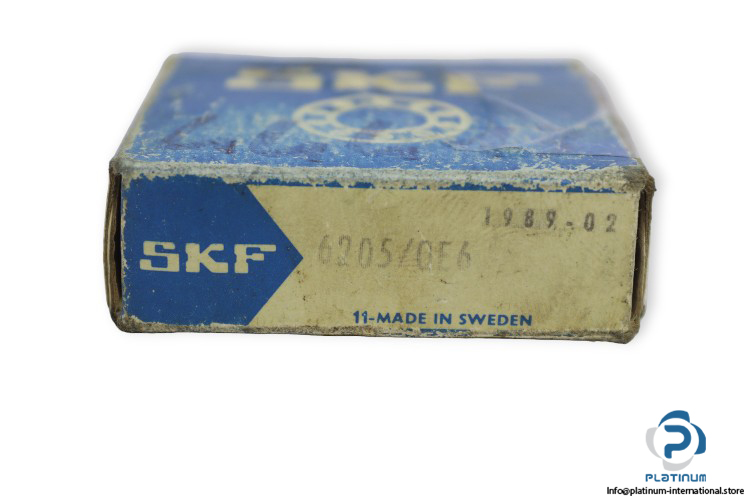 SKF
1989-02
SKF
6205/QE6
11-MADE IN SWEDEN
PLATINUM
Info@platinum-international.store